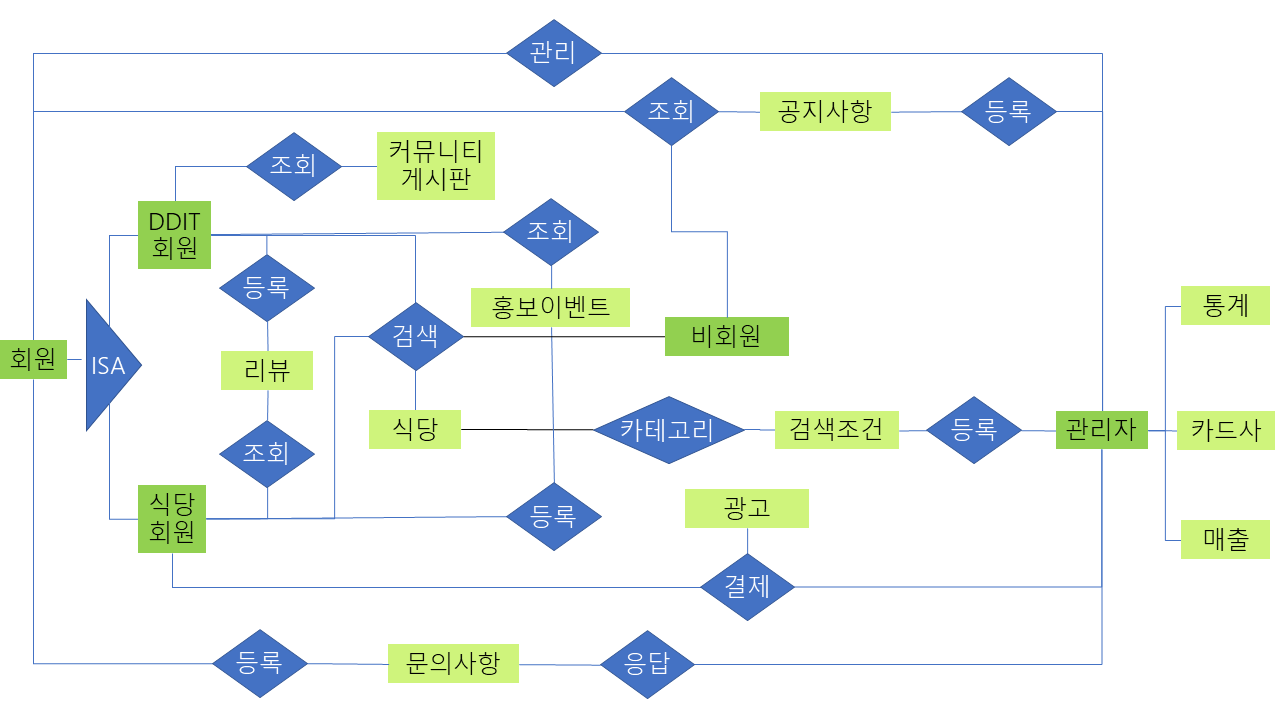 관리
조회
공지사항
등록
조회
커뮤니티
게시판
DDIT
회원
조회
등록
홍보이벤트
통계
검색
비회원
회원
ISA
리뷰
식당
카테고리
검색조건
등록
관리자
카드사
조회
식당
회원
등록
광고
매출
결제
등록
문의사항
응답